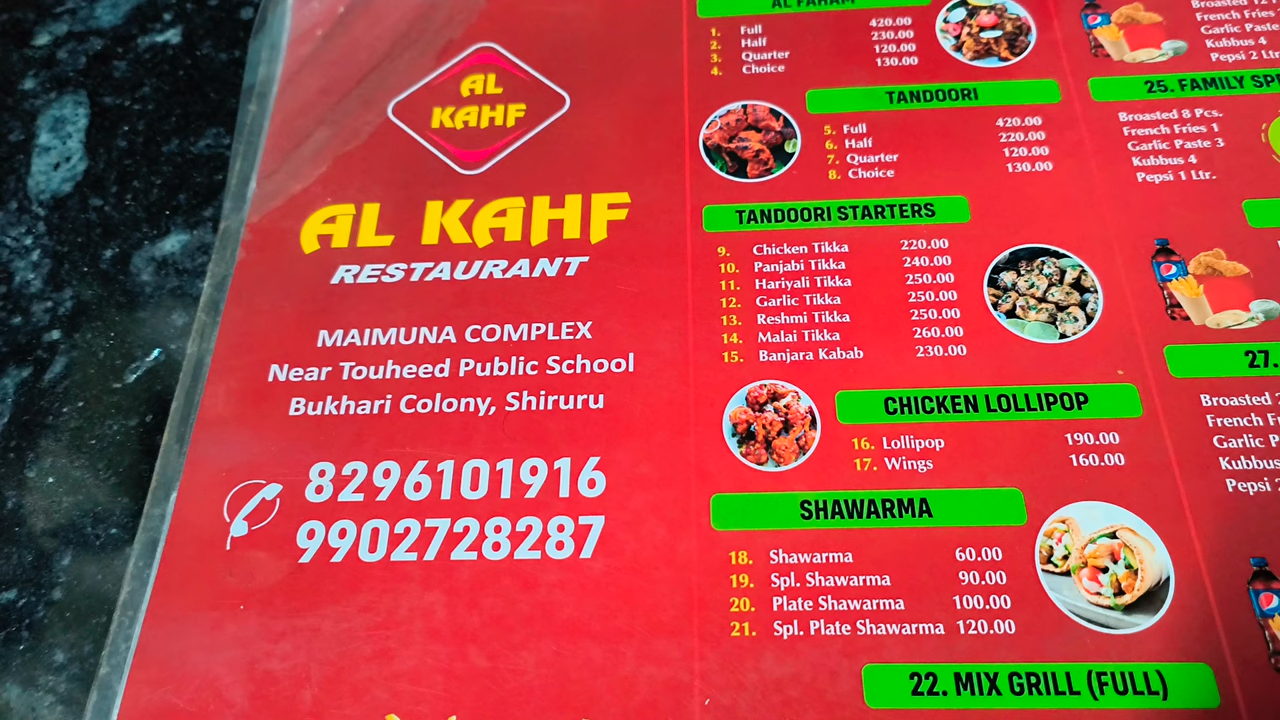 AL
KAHF
AL KAHF
RESTAURANT
MAIMUNA COMPLEX
Near Touheed Public School
Bukhari Colony, Shiruru
8296101916
9902728287
AL FAHAM
1. Full 420.00
2. Half 230.00
3. Quarter 120.00
4. Choice 130.00
TANDOORI
5. Full 420.00
6. Half 220.00
7. Quarter 120.00
8. Choice 130.00
TANDOORI STARTERS
9. Chicken Tikka 220.00
10. Panjabi Tikka 240.00
11. Hariyali Tikka 250.00
12. Garlic Tikka 250.00
13. Reshmi Tikka 250.00
14. Malai Tikka 260.00
15. Banjara Kabab 230.00
CHICKEN LOLLIPOP
16. Lollipop 190.00
17. Wings 160.00
SHAWARMA
18. Shawarma 60.00
19. Spl. Shawarma 90.00
20. Plate Shawarma 100.00
21. Spl. Plate Shawarma 120.00
22. MIX GRILL (FULL)
Broasted 12
French Fries
Garlic Paste
Kubbus 4
Pepsi 2
25. FAMILY
Broasted 8 Pcs.
French Fries 1
Garlic Paste 3
Kubbus 4
Pepsi 1 Ltr.
27.
Broasted
French
Garlic
Kubbus
Pepsi